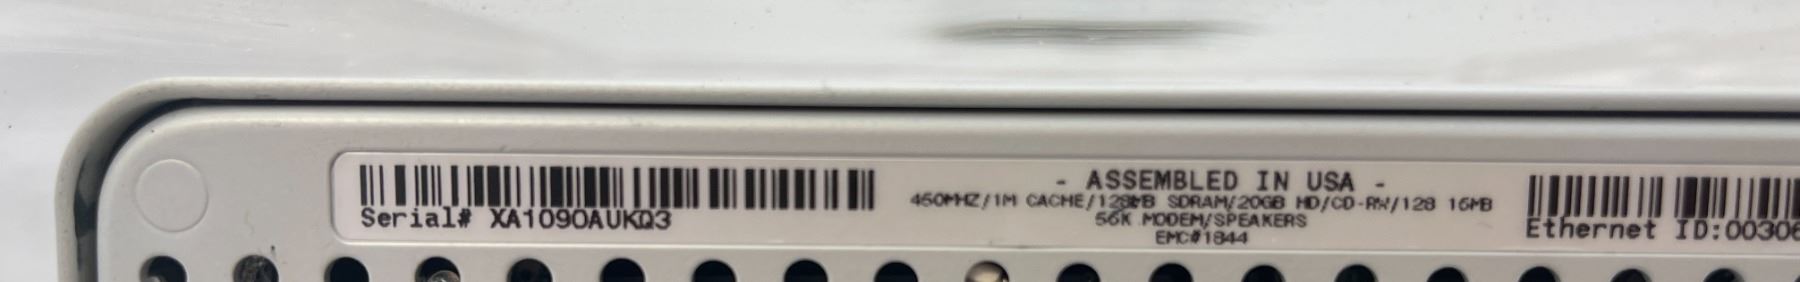 Serial# XA1090AUKQ3
- ASSEMBLED IN USA -
450MHZ/1M CACHE/128MB SDRAM/20GB HD/CD-RW/128 16MB
56K MODEM/SPEAKERS
EMC#1844
Ethernet ID:00306